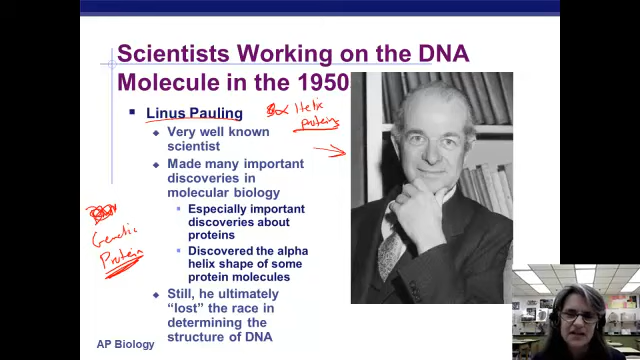 Scientists Working on the DNA
Molecule in the 1950
Linus Pauling
α Helix
Proteins
Very well known
scientist
Made many important
discoveries in
molecular biology
Especially important
discoveries about
proteins
Discovered the alpha
helix shape of some
protein molecules
Genetic
Protein
Still, he ultimately
"lost" the race in
determining the
structure of DNA
AP Biology